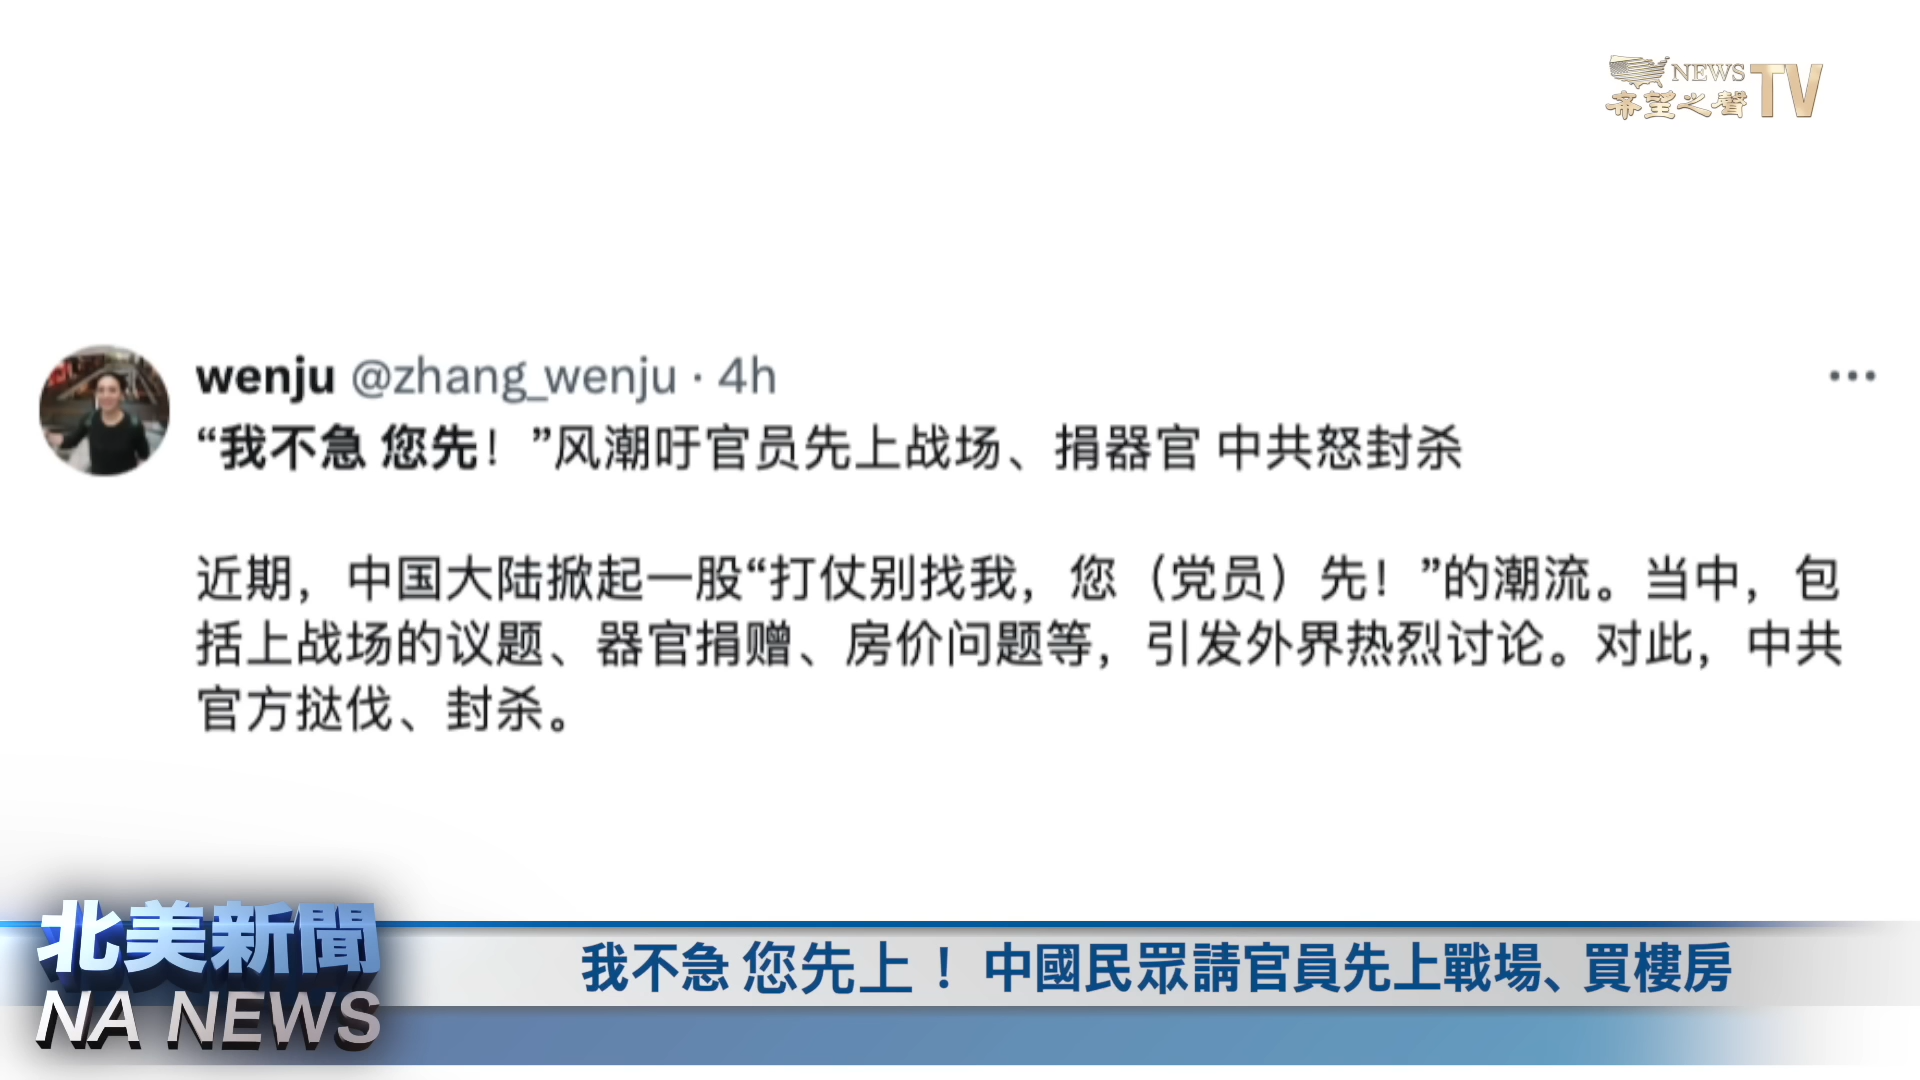 NEWS
希望之聲TV
wenju @zhang_wenju · 4h
“我不急 您先！”风潮吁官员先上战场、捐器官 中共怒封杀
近期，中国大陆掀起一股“打仗别找我，您（党员）先！”的潮流。当中，包
括上战场的议题、器官捐赠、房价问题等，引发外界热烈讨论。对此，中共
官方挞伐、封杀。
北美新聞
NA NEWS
我不急 您先上！ 中國民眾請官員先上戰場、買樓房